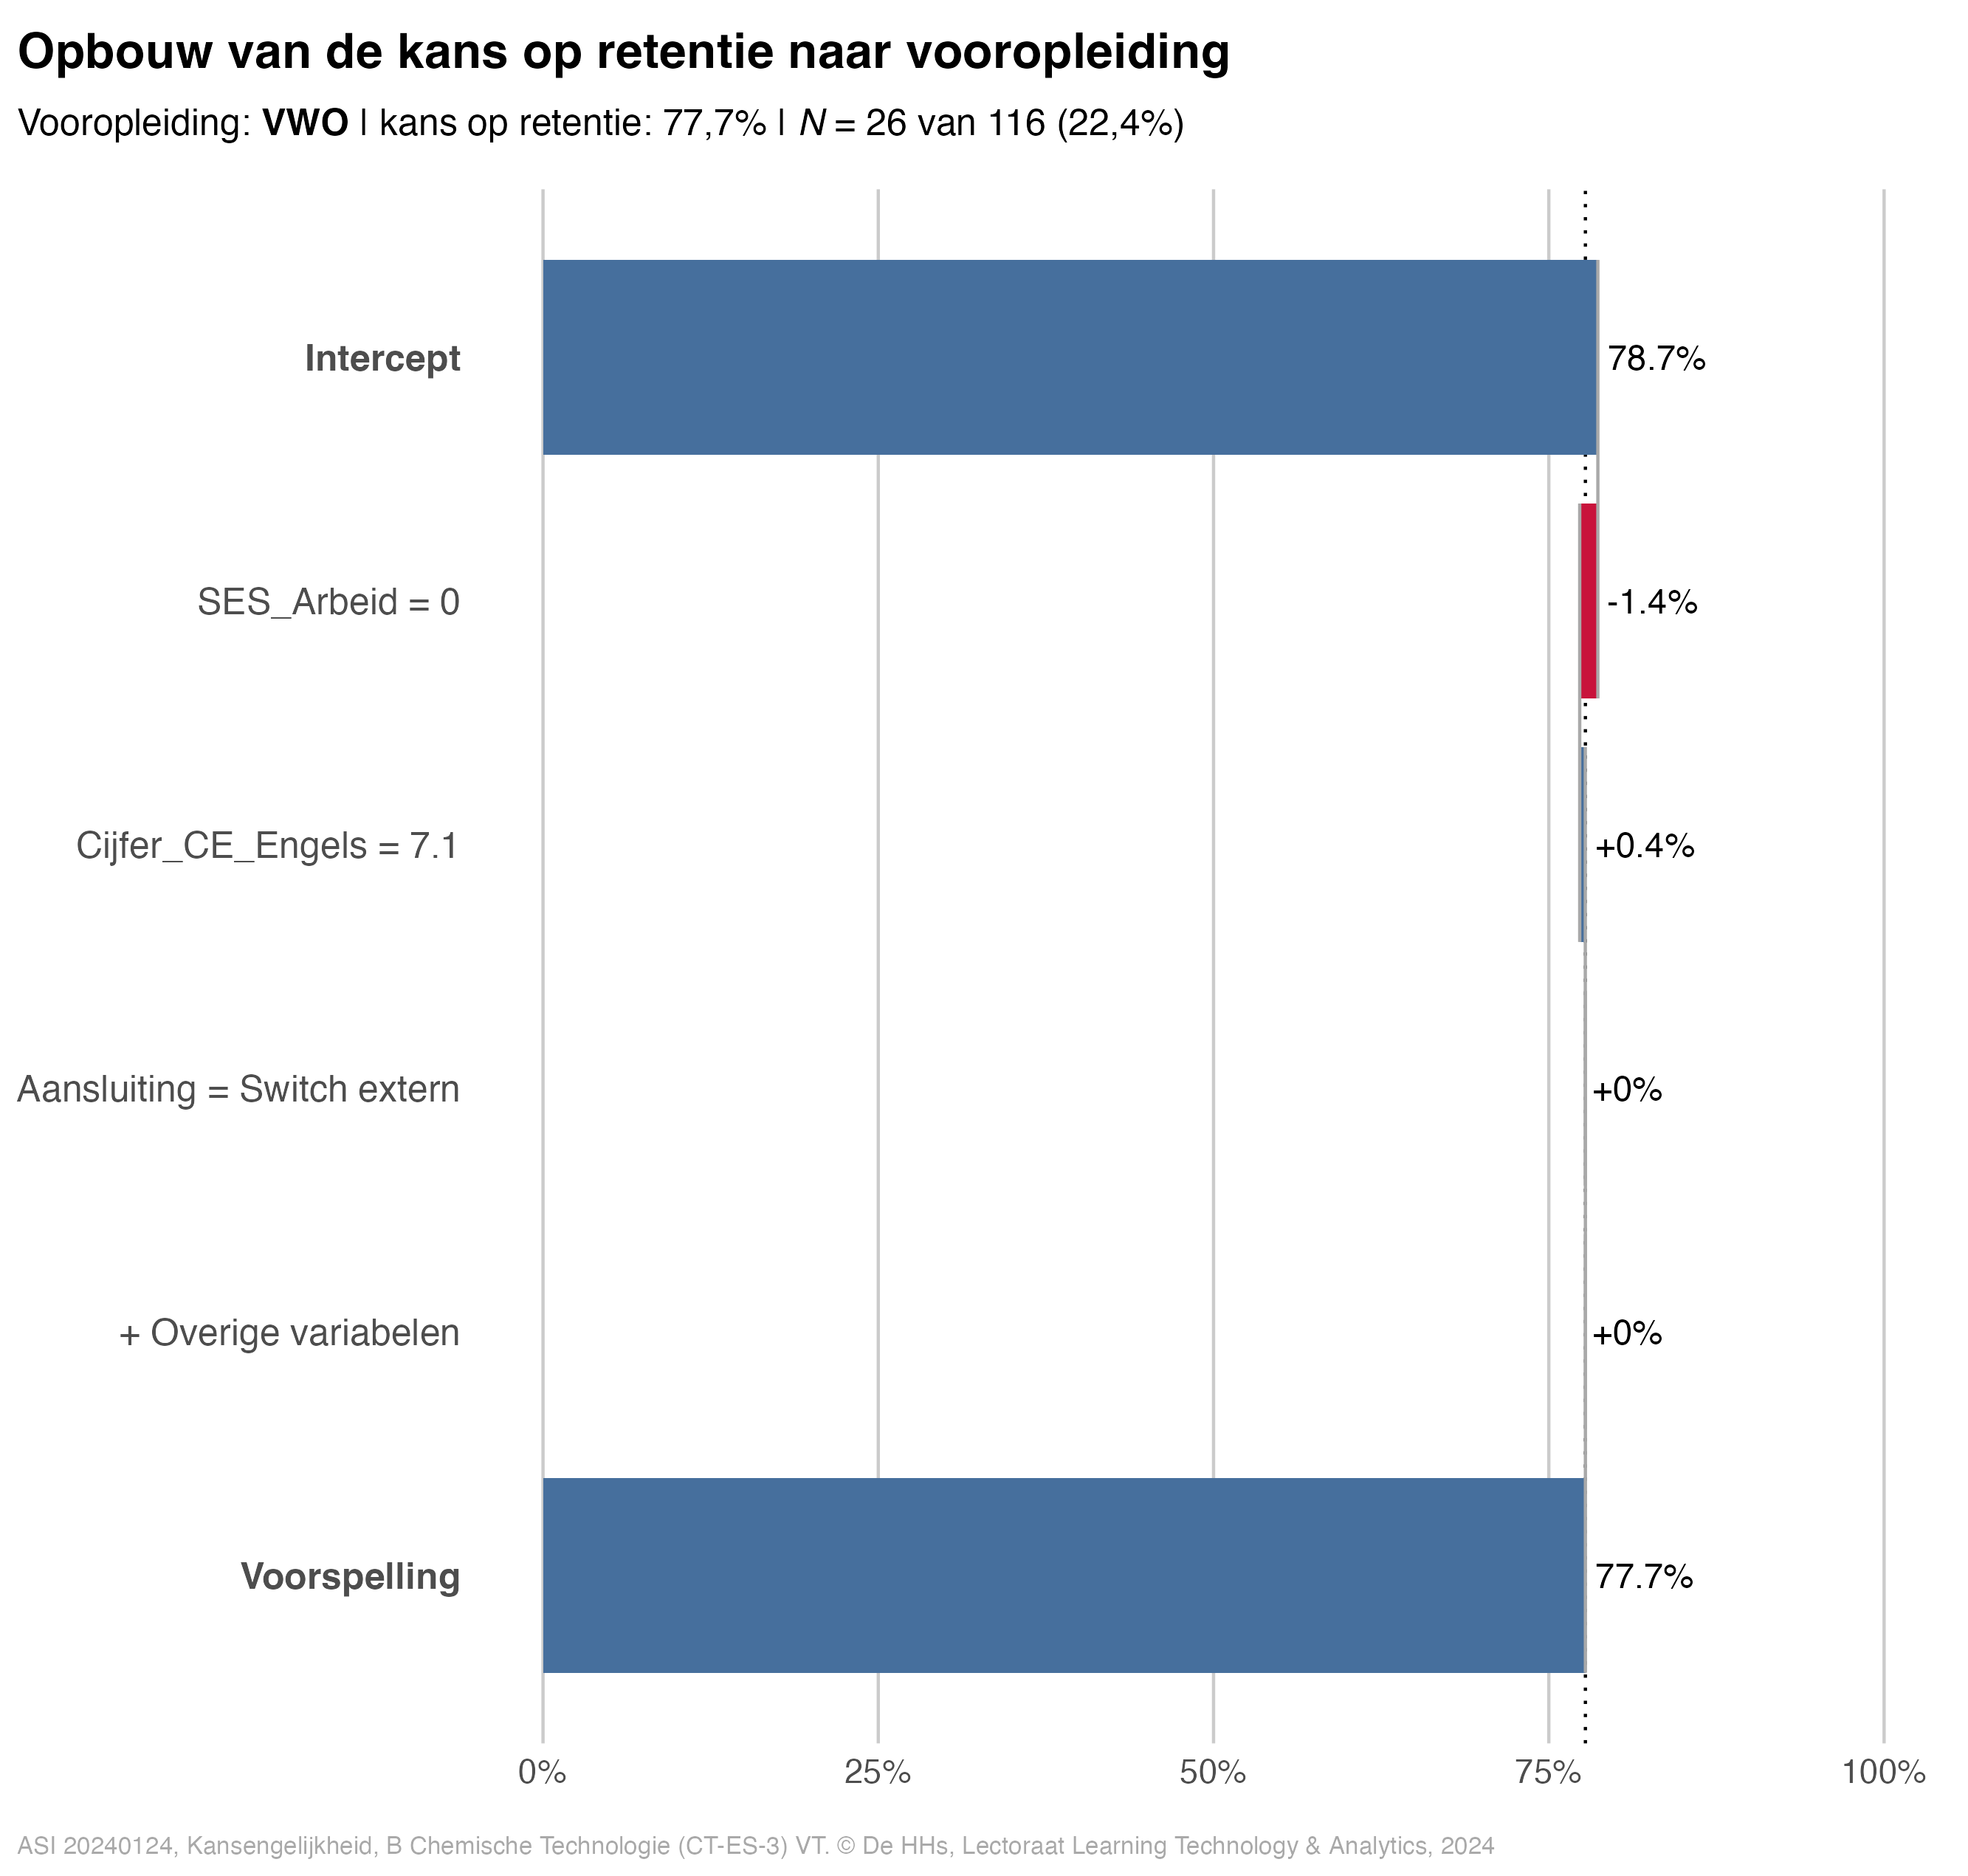 Opbouw van de kans op retentie naar vooropleiding
Vooropleiding: VWO | kans op retentie: 77,7% | N = 26 van 116 (22,4%)
Intercept
78.7%
SES_Arbeid = 0
-1.4%
Cijfer_CE_Engels = 7.1
+0.4%
Aansluiting = Switch extern
+0%
+ Overige variabelen
+0%
Voorspelling
77.7%
0% 25% 50% 75% 100%
ASI 20240124, Kansengelijkheid, B Chemische Technologie (CT-ES-3) VT. © De HHs, Lectoraat Learning Technology & Analytics, 2024